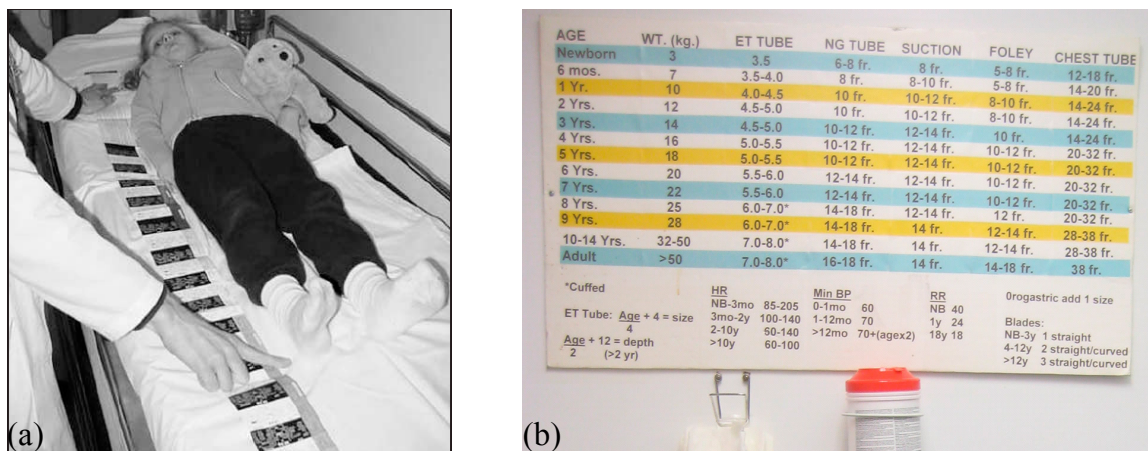 (a)
AGE WT. (kg.) ET TUBE NG TUBE SUCTION FOLEY CHEST TUBE
Newborn 3 3.5 6-8 fr. 8 fr. 5-8 fr. 12-18 fr.
6 mos. 7 3.5-4.0 8 fr. 8-10 fr. 5-8 fr. 14-20 fr.
1 Yr. 10 4.0-4.5 10 fr. 10-12 fr. 8-10 fr. 14-24 fr.
2 Yrs. 12 4.5-5.0 10 fr. 10-12 fr. 8-10 fr. 14-24 fr.
3 Yrs. 14 4.5-5.0 10-12 fr. 12-14 fr. 10 fr. 14-24 fr.
4 Yrs. 16 5.0-5.5 10-12 fr. 12-14 fr. 10-12 fr. 20-32 fr.
5 Yrs. 18 5.0-5.5 10-12 fr. 12-14 fr. 10-12 fr. 20-32 fr.
6 Yrs. 20 5.5-6.0 12-14 fr. 12-14 fr. 10-12 fr. 20-32 fr.
7 Yrs. 22 5.5-6.0 12-14 fr. 12-14 fr. 10-12 fr. 20-32 fr.
8 Yrs. 25 6.0-7.0* 14-18 fr. 12-14 fr. 12 fr. 20-32 fr.
9 Yrs. 28 6.0-7.0* 14-18 fr. 14 fr. 12-14 fr. 28-38 fr.
10-14 Yrs. 32-50 7.0-8.0* 14-18 fr. 14 fr. 12-14 fr. 28-38 fr.
Adult >50 7.0-8.0* 16-18 fr. 14 fr. 14-18 fr. 38 fr.
*Cuffed
ET Tube: Age + 4 = size
4
Age + 12 = depth
2 (>2 yr)
HR
NB-3mo 85-205
3mo-2y 100-140
2-10y 60-140
>10y 60-100
Min BP
0-1mo 60
1-12mo 70
>12mo 70+(agex2)
RR
NB 40
1y 24
18y 18
Orogastric add 1 size
Blades:
NB-3y 1 straight
4-12y 2 straight/curved
>12y 3 straight/curved
(b)